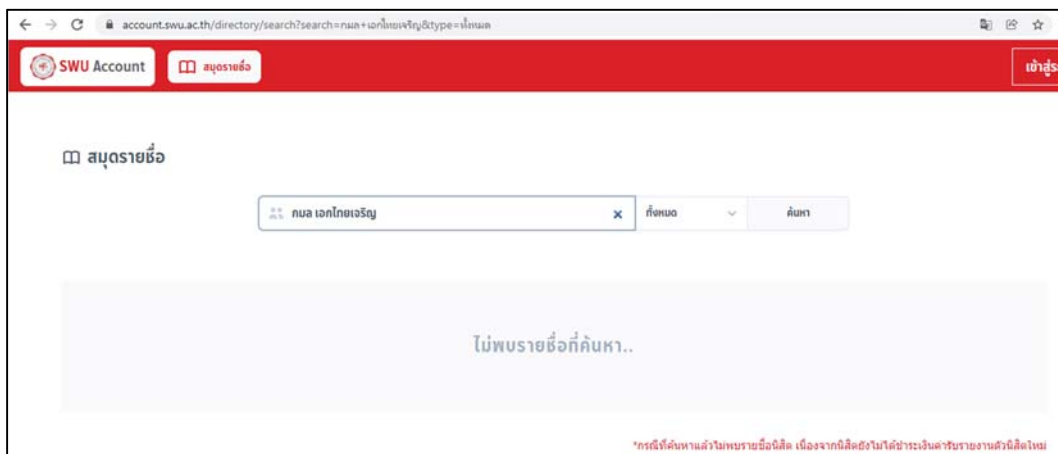 account.swu.ac.th/directory/search?search=กมล+เอกไทยเจริญ&type=ทั้งหมด
SWU Account
สมุดรายชื่อ
เข้าสู่ระ
สมุดรายชื่อ
กมล เอกไทยเจริญ
ทั้งหมด
ค้นหา
ไม่พบรายชื่อที่ค้นหา..
*กรณีที่ค้นหาแล้วไม่พบรายชื่อนิสิต เนื่องจากนิสิตยังไม่ได้ชำระเงินค่ารับรายงานตัวนิสิตใหม่